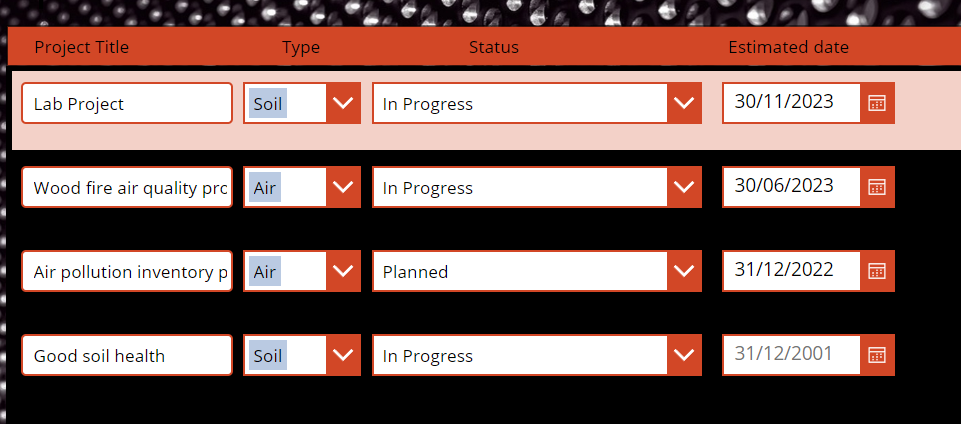 Project Title Type Status Estimated date
Lab Project Soil In Progress 30/11/2023
Wood fire air quality pro Air In Progress 30/06/2023
Air pollution inventory p Air Planned 31/12/2022
Good soil health Soil In Progress 31/12/2001